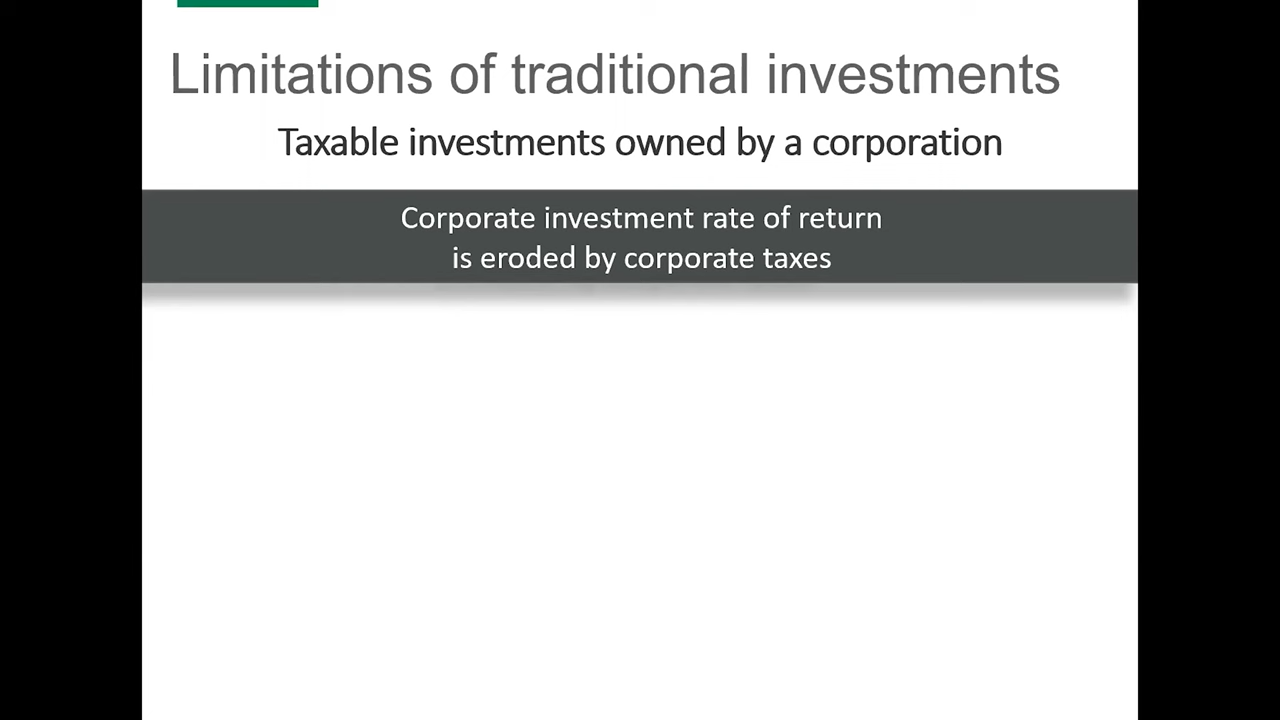 Limitations of traditional investments
Taxable investments owned by a corporation
Corporate investment rate of return
is eroded by corporate taxes